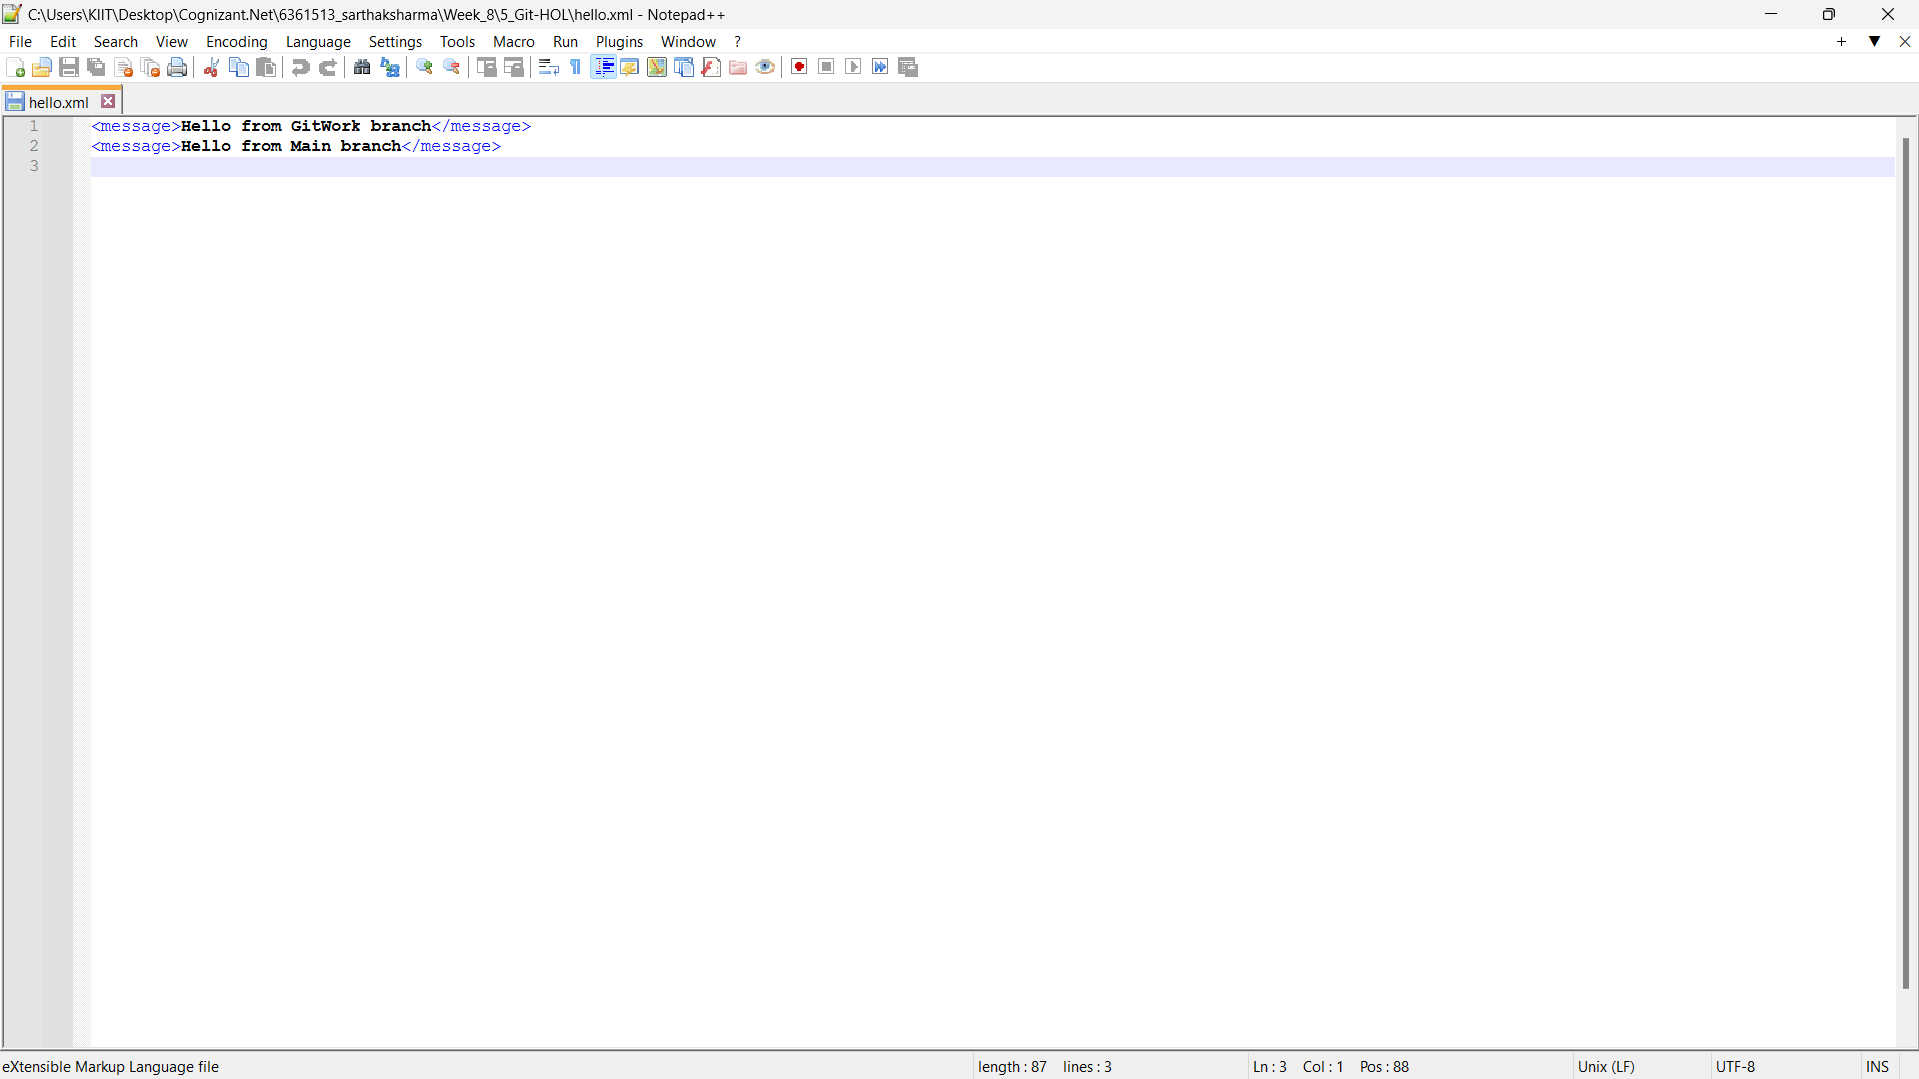 C:\Users\KIIT\Desktop\Cognizant.Net\6361513_sarthaksharma\Week_8\5_Git-HOL\hello.xml - Notepad++
File Edit Search View Encoding Language Settings Tools Macro Run Plugins Window ?
hello.xml
1 <message>Hello from GitWork branch</message>
2 <message>Hello from Main branch</message>
3
eXtensible Markup Language file length : 87 lines : 3 Ln : 3 Col : 1 Pos : 88 Unix (LF) UTF-8 INS